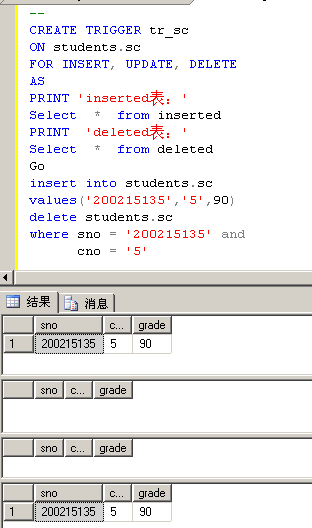 --
CREATE TRIGGER tr_sc
ON students.sc
FOR INSERT, UPDATE, DELETE
AS
PRINT 'inserted表：'
Select * from inserted
PRINT 'deleted表：'
Select * from deleted
Go
insert into students.sc
values('200215135','5',90)
delete students.sc
where sno = '200215135' and
cno = '5'
结果 消息
sno c... grade
1 200215135 5 90
sno c... grade
sno c... grade
sno c... grade
1 200215135 5 90